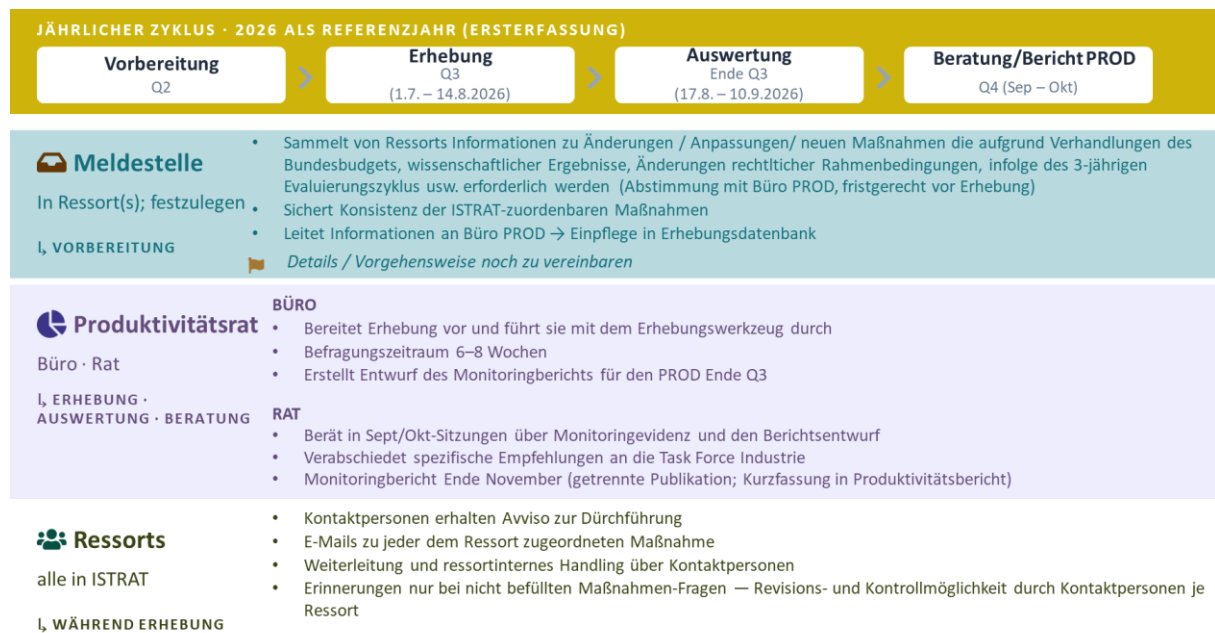 JÄHRLICHER ZYKLUS · 2026 ALS REFERENZJAHR (ERSTERFASSUNG)
Vorbereitung
Q2
Erhebung
Q3
(1.7. – 14.8.2026)
Auswertung
Ende Q3
(17.8. – 10.9.2026)
Beratung/Bericht PROD
Q4 (Sep – Okt)
Meldestelle
In Ressort(s); festzulegen
↳ VORBEREITUNG
• Sammelt von Ressorts Informationen zu Änderungen / Anpassungen/ neuen Maßnahmen die aufgrund Verhandlungen des
Bundesbudgets, wissenschaftlicher Ergebnisse, Änderungen rechtlticher Rahmenbedingungen, infolge des 3-jährigen
Evaluierungszyklus usw. erforderlich werden (Abstimmung mit Büro PROD, fristgerecht vor Erhebung)
• Sichert Konsistenz der ISTRAT-zuordenbaren Maßnahmen
• Leitet Informationen an Büro PROD → Einpflege in Erhebungsdatenbank
Details / Vorgehensweise noch zu vereinbaren
Produktivitätsrat
Büro · Rat
↳ ERHEBUNG ·
AUSWERTUNG · BERATUNG
BÜRO
• Bereitet Erhebung vor und führt sie mit dem Erhebungswerkzeug durch
• Befragungszeitraum 6–8 Wochen
• Erstellt Entwurf des Monitoringberichts für den PROD Ende Q3
RAT
• Berät in Sept/Okt-Sitzungen über Monitoringevidenz und den Berichtsentwurf
• Verabschiedet spezifische Empfehlungen an die Task Force Industrie
• Monitoringbericht Ende November (getrennte Publikation; Kurzfassung in Produktivitätsbericht)
Ressorts
alle in ISTRAT
↳ WÄHREND ERHEBUNG
• Kontaktpersonen erhalten Avviso zur Dürchführung
• E-Mails zu jeder dem Ressort zugeordneten Maßnahme
• Weiterleitung und ressortinternes Handling über Kontaktpersonen
• Erinnerungen nur bei nicht befüllten Maßnahmen-Fragen — Revisions- und Kontrollmöglichkeit durch Kontaktpersonen je
Ressort